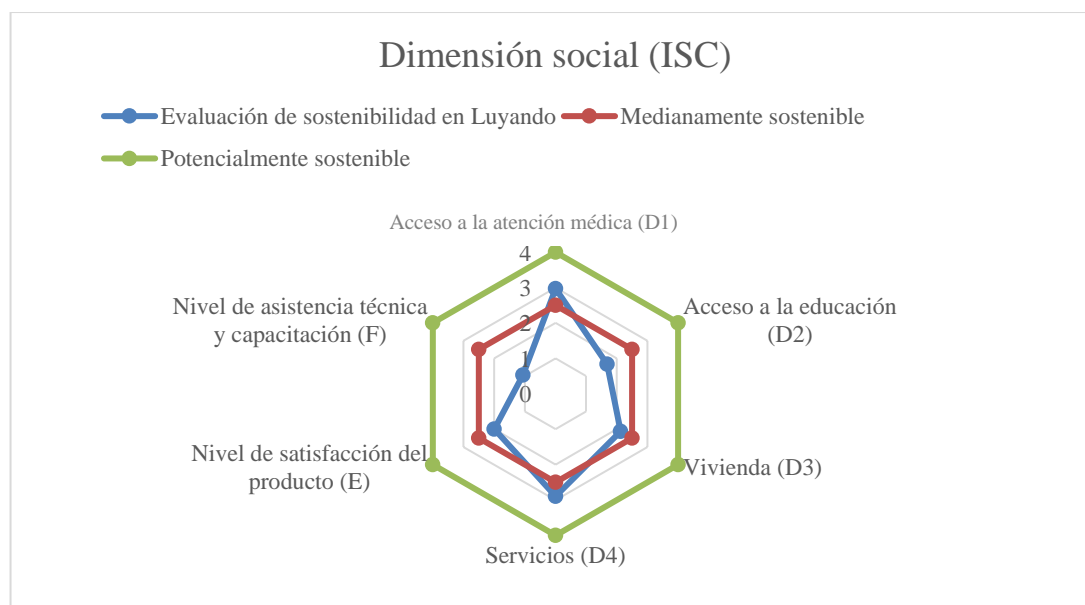 Dimensión social (ISC)
Evaluación de sostenibilidad en Luyando
Medianamente sostenible
Potencialmente sostenible
Acceso a la atención médica (D1)
4
3
2
1
0
Acceso a la educación
(D2)
Vivienda (D3)
Servicios (D4)
Nivel de satisfacción del
producto (E)
Nivel de asistencia técnica
y capacitación (F)